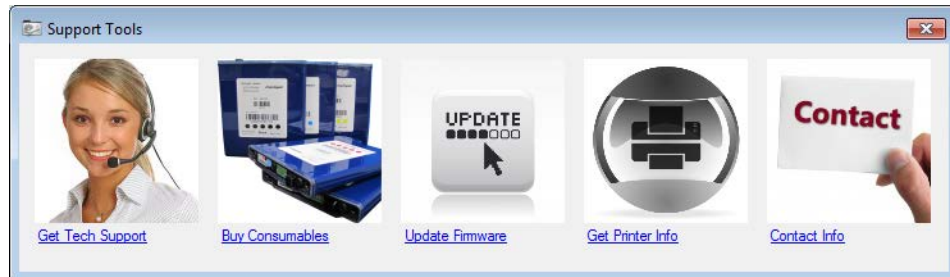 Support Tools
UPDATE
Contact
Get Tech Support
Buy Consumables
Update Firmware
Get Printer Info
Contact Info